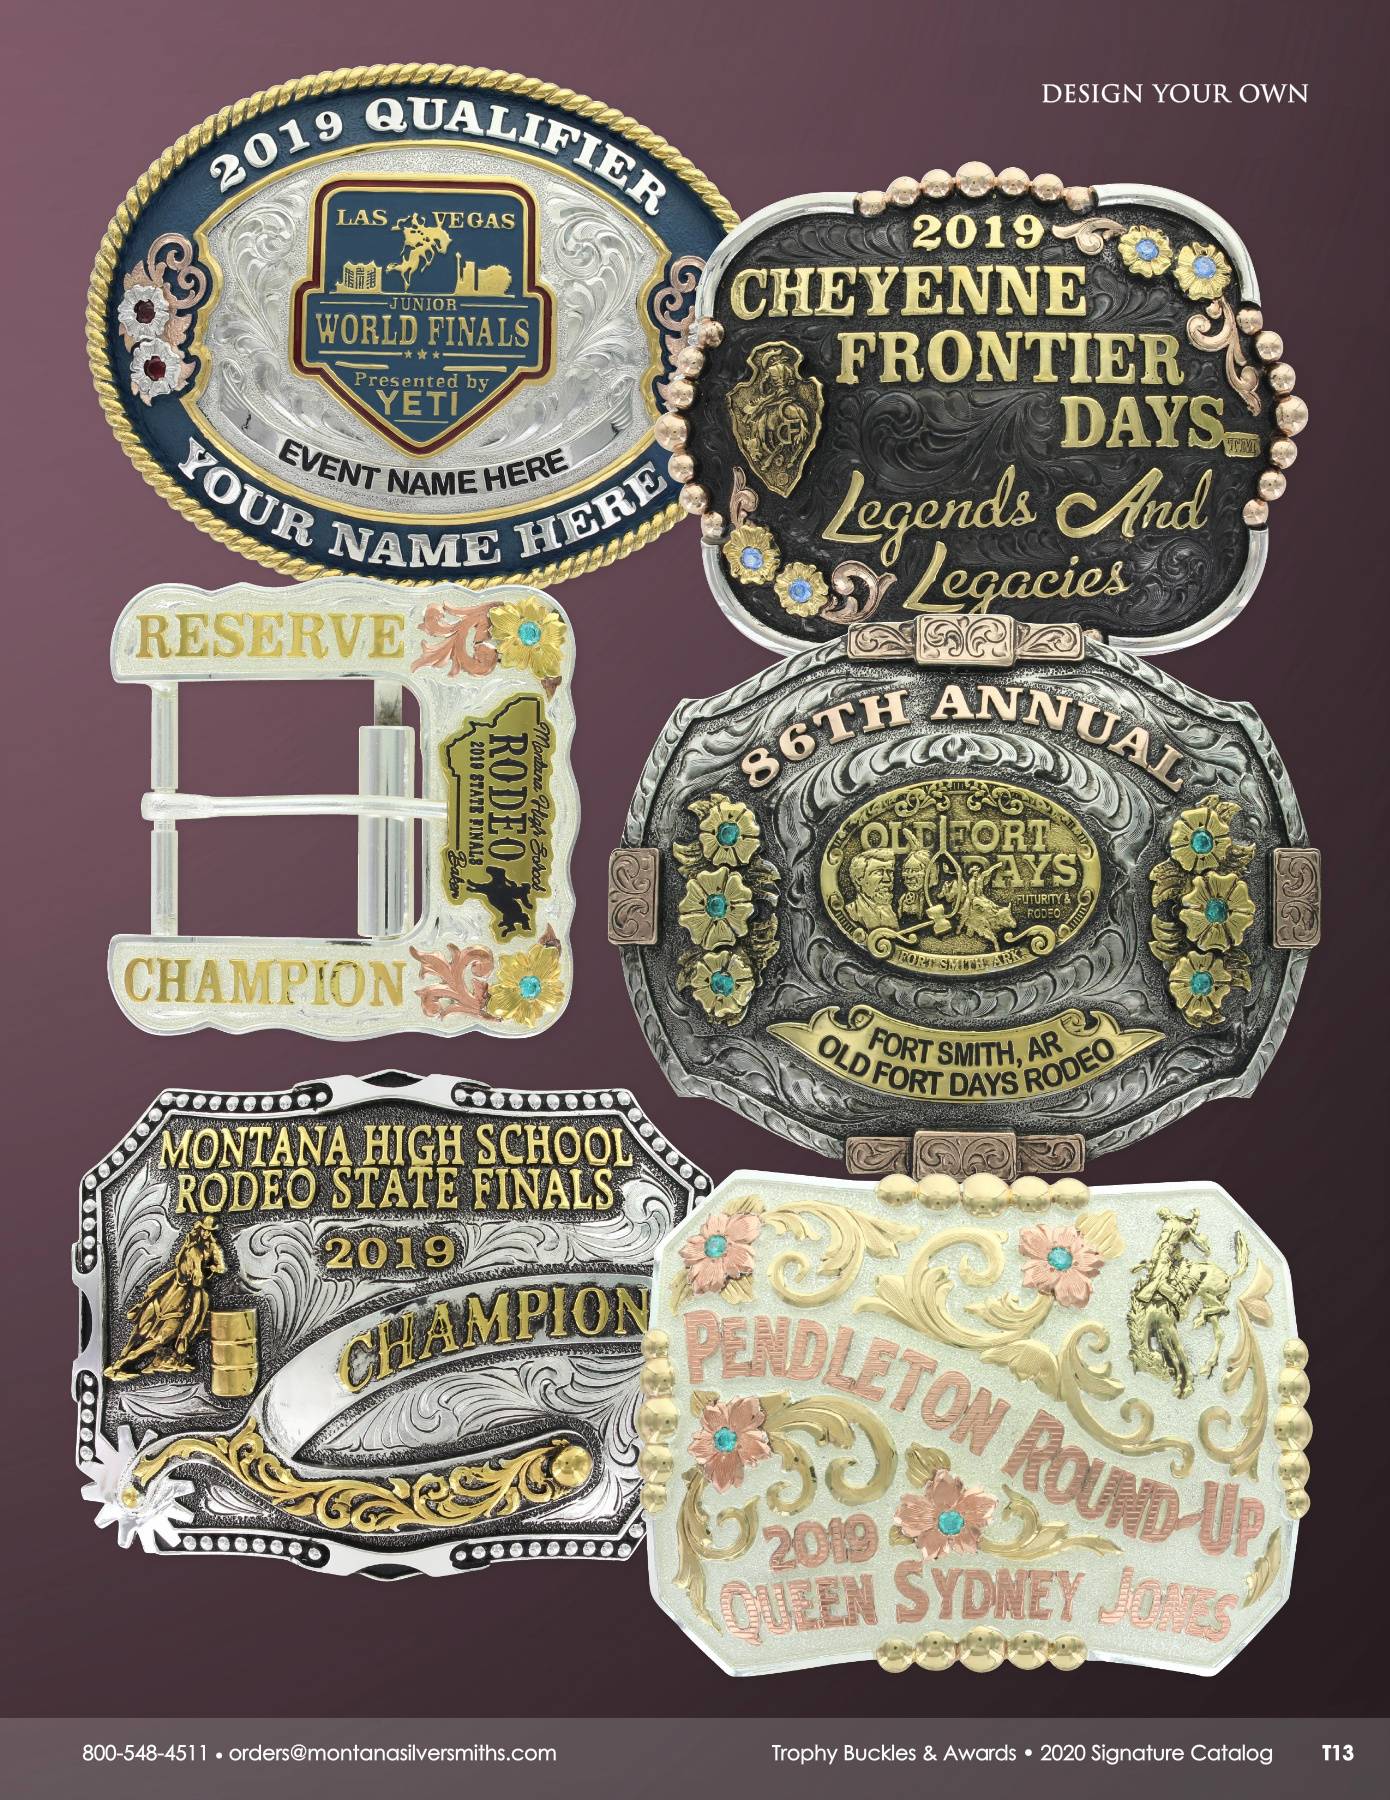 DESIGN YOUR OWN
2019 QUALIFIER
LAS VEGAS
JUNIOR
WORLD FINALS
Presented by
YETI
EVENT NAME HERE
YOUR NAME HERE
2019
CHEYENNE
FRONTIER
DAYS
TM
Legends And
Legacies
RESERVE
Montana High School
RODEO
2019 STATE FINALS
Baker
CHAMPION
86TH ANNUAL
OLD FORT
DAYS
FUTURITY &
RODEO
FORT SMITH, ARK.
FORT SMITH, AR
OLD FORT DAYS RODEO
MONTANA HIGH SCHOOL
RODEO STATE FINALS
2019
CHAMPION
PENDLETON ROUND-UP
2019
QUEEN SYDNEY JONES
800-548-4511 • orders@montanasilversmiths.com
Trophy Buckles & Awards • 2020 Signature Catalog T13